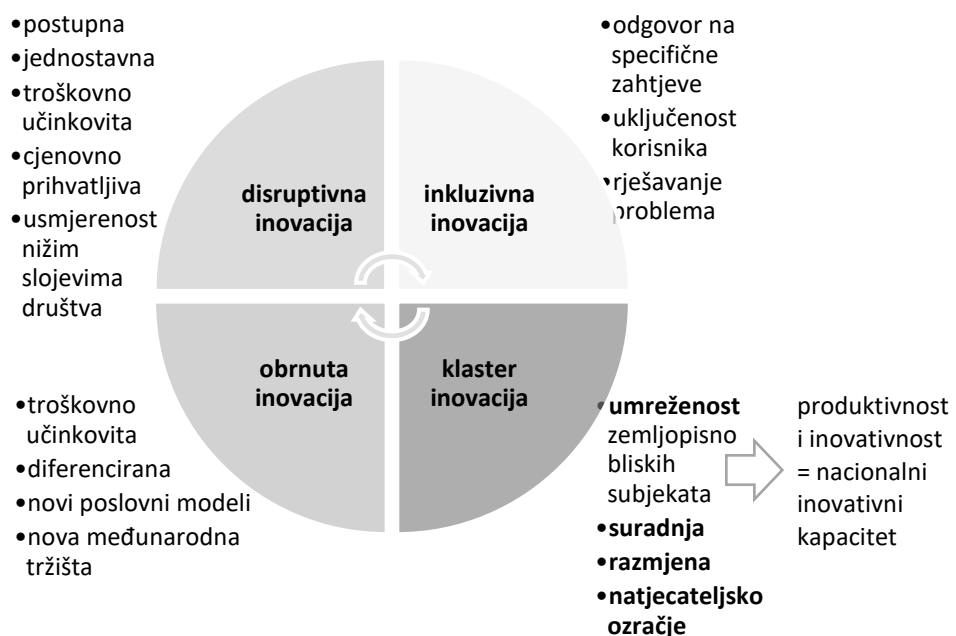 •postupna
•jednostavna
•troškovno
učinkovita
•cjenovno
prihvatljiva
•usmjerenost
nižim
slojevima
društva
disruptivna
inovacija
inkluzivna
inovacija
•odgovor na
specifične
zahtjeve
•uključenost
korisnika
•rješavanje
problema
•troškovno
učinkovita
•diferencirana
•novi poslovni modeli
•nova međunarodna
tržišta
obrnuta
inovacija
klaster
inovacija
•umreženost
zemljopisno
bliskih
subjekata
•suradnja
•razmjena
•natjecateljsko
ozračje
produktivnost
i inovativnost
= nacionalni
inovativni
kapacitet